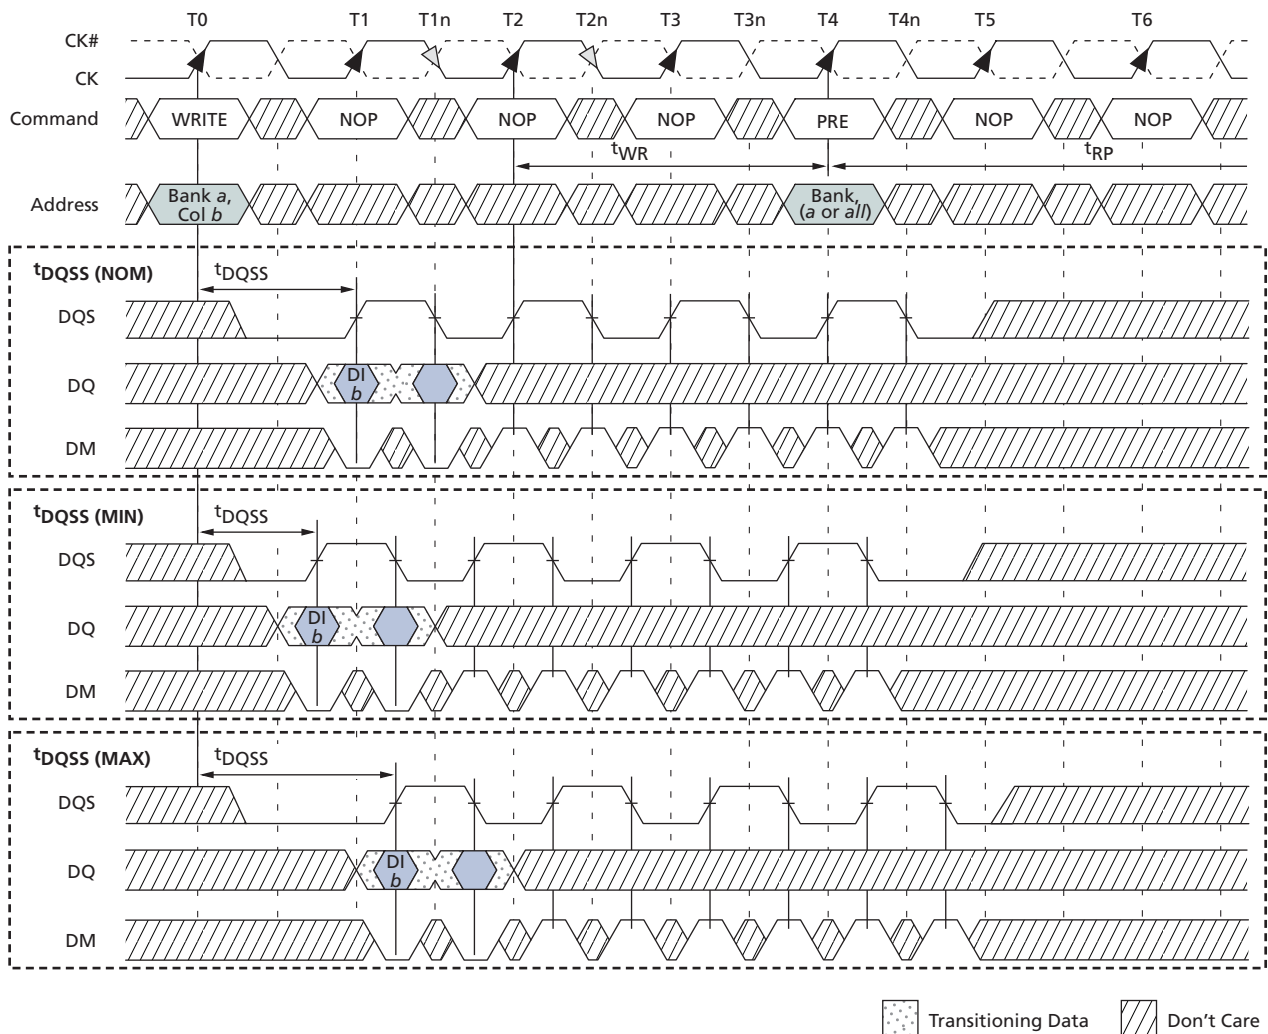 T0 T1 T1n T2 T2n T3 T3n T4 T4n T5 T6
CK#
CK
Command WRITE NOP NOP NOP PRE NOP NOP
tWR tRP
Address Bank a, Col b Bank, (a or all)
tDQSS (NOM) tDQSS
DQS
DQ DI b
DM
tDQSS (MIN) tDQSS
DQS
DQ DI b
DM
tDQSS (MAX) tDQSS
DQS
DQ DI b
DM
Transitioning Data Don't Care